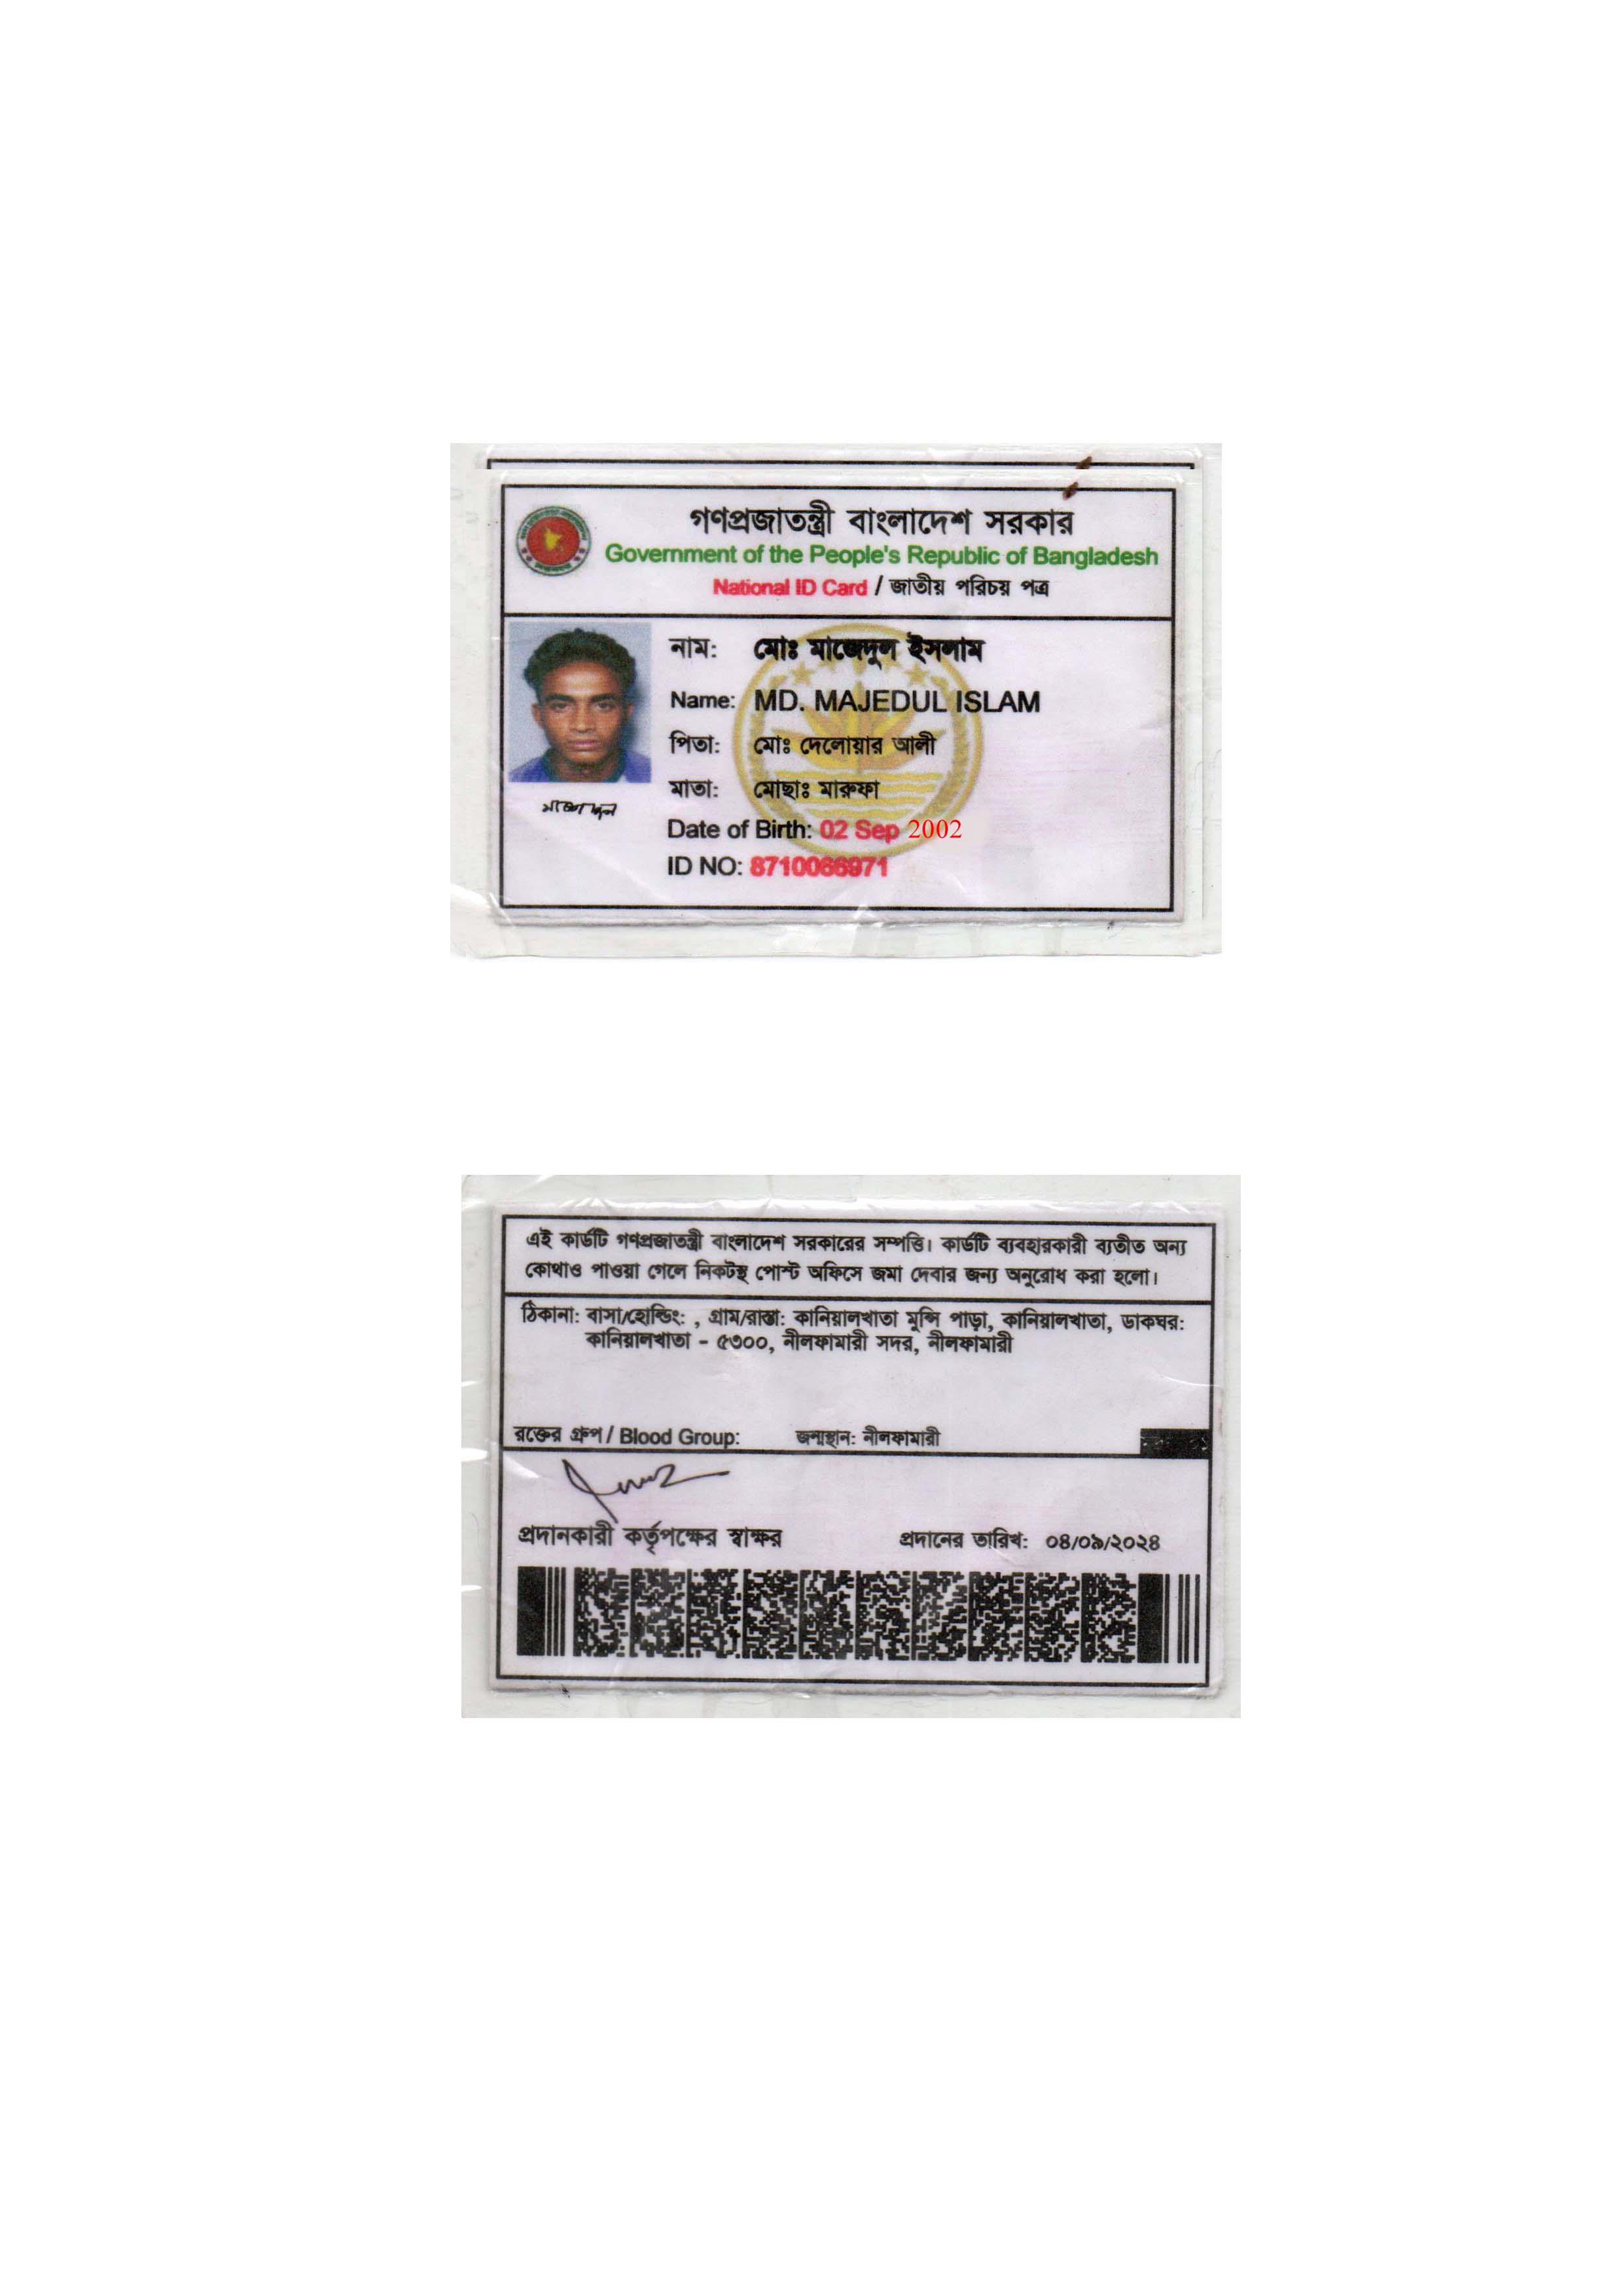 গণপ্রজাতন্ত্রী বাংলাদেশ সরকার
Government of the People's Republic of Bangladesh
National ID Card / জাতীয় পরিচয় পত্র
নাম: মোঃ মাজেদুল ইসলাম
Name: MD. MAJEDUL ISLAM
পিতা: মোঃ দেলোয়ার আলী
মাতা: মোছাঃ মারুফা
মাজেদুল
Date of Birth: 02 Sep 2002
ID NO: 8710066971
এই কার্ডটি গণপ্রজাতন্ত্রী বাংলাদেশ সরকারের সম্পত্তি। কার্ডটি ব্যবহারকারী ব্যতীত অন্য
কোথাও পাওয়া গেলে নিকটস্থ পোস্ট অফিসে জমা দেবার জন্য অনুরোধ করা হলো।
ঠিকানা: বাসা/হোল্ডিং: , গ্রাম/রাস্তা: কানিয়ালখাতা মুন্সি পাড়া, কানিয়ালখাতা, ডাকঘর:
কানিয়ালখাতা - ৫৩০০, নীলফামারী সদর, নীলফামারী
রক্তের গ্রুপ / Blood Group: জন্মস্থান: নীলফামারী
প্রদানকারী কর্তৃপক্ষের স্বাক্ষর প্রদানের তারিখ: ০৪/০৯/২০২৪